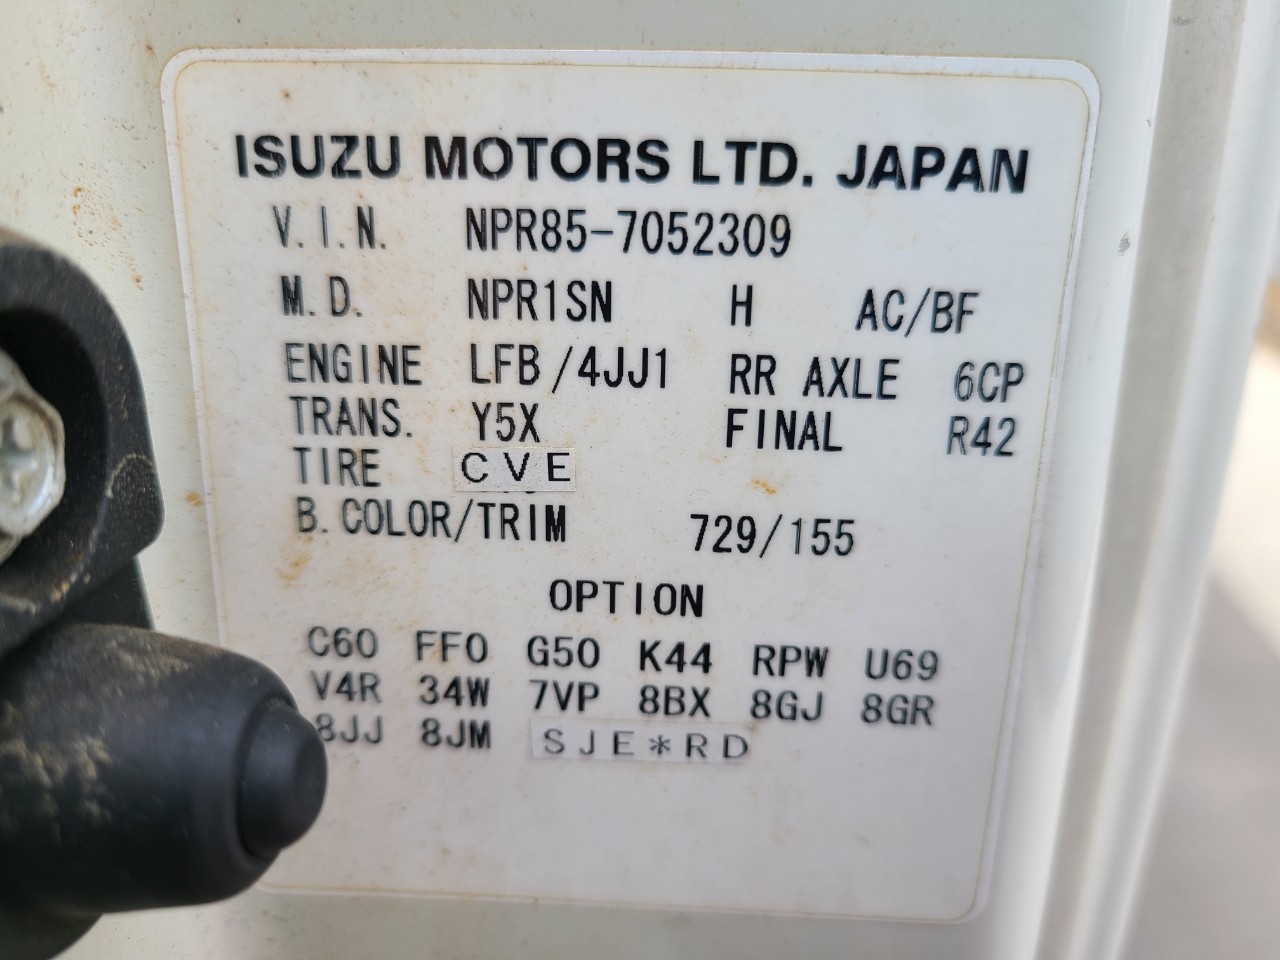 ISUZU MOTORS LTD. JAPAN
V.I.N. NPR85-7052309
M.D. NPR1SN H AC/BF
ENGINE LFB/4JJ1 RR AXLE 6CP
TRANS. Y5X FINAL R42
TIRE CVE
B.COLOR/TRIM 729/155
OPTION
C60 FF0 G50 K44 RPW U69
V4R 34W 7VP 8BX 8GJ 8GR
8JJ 8JM SJE*RD